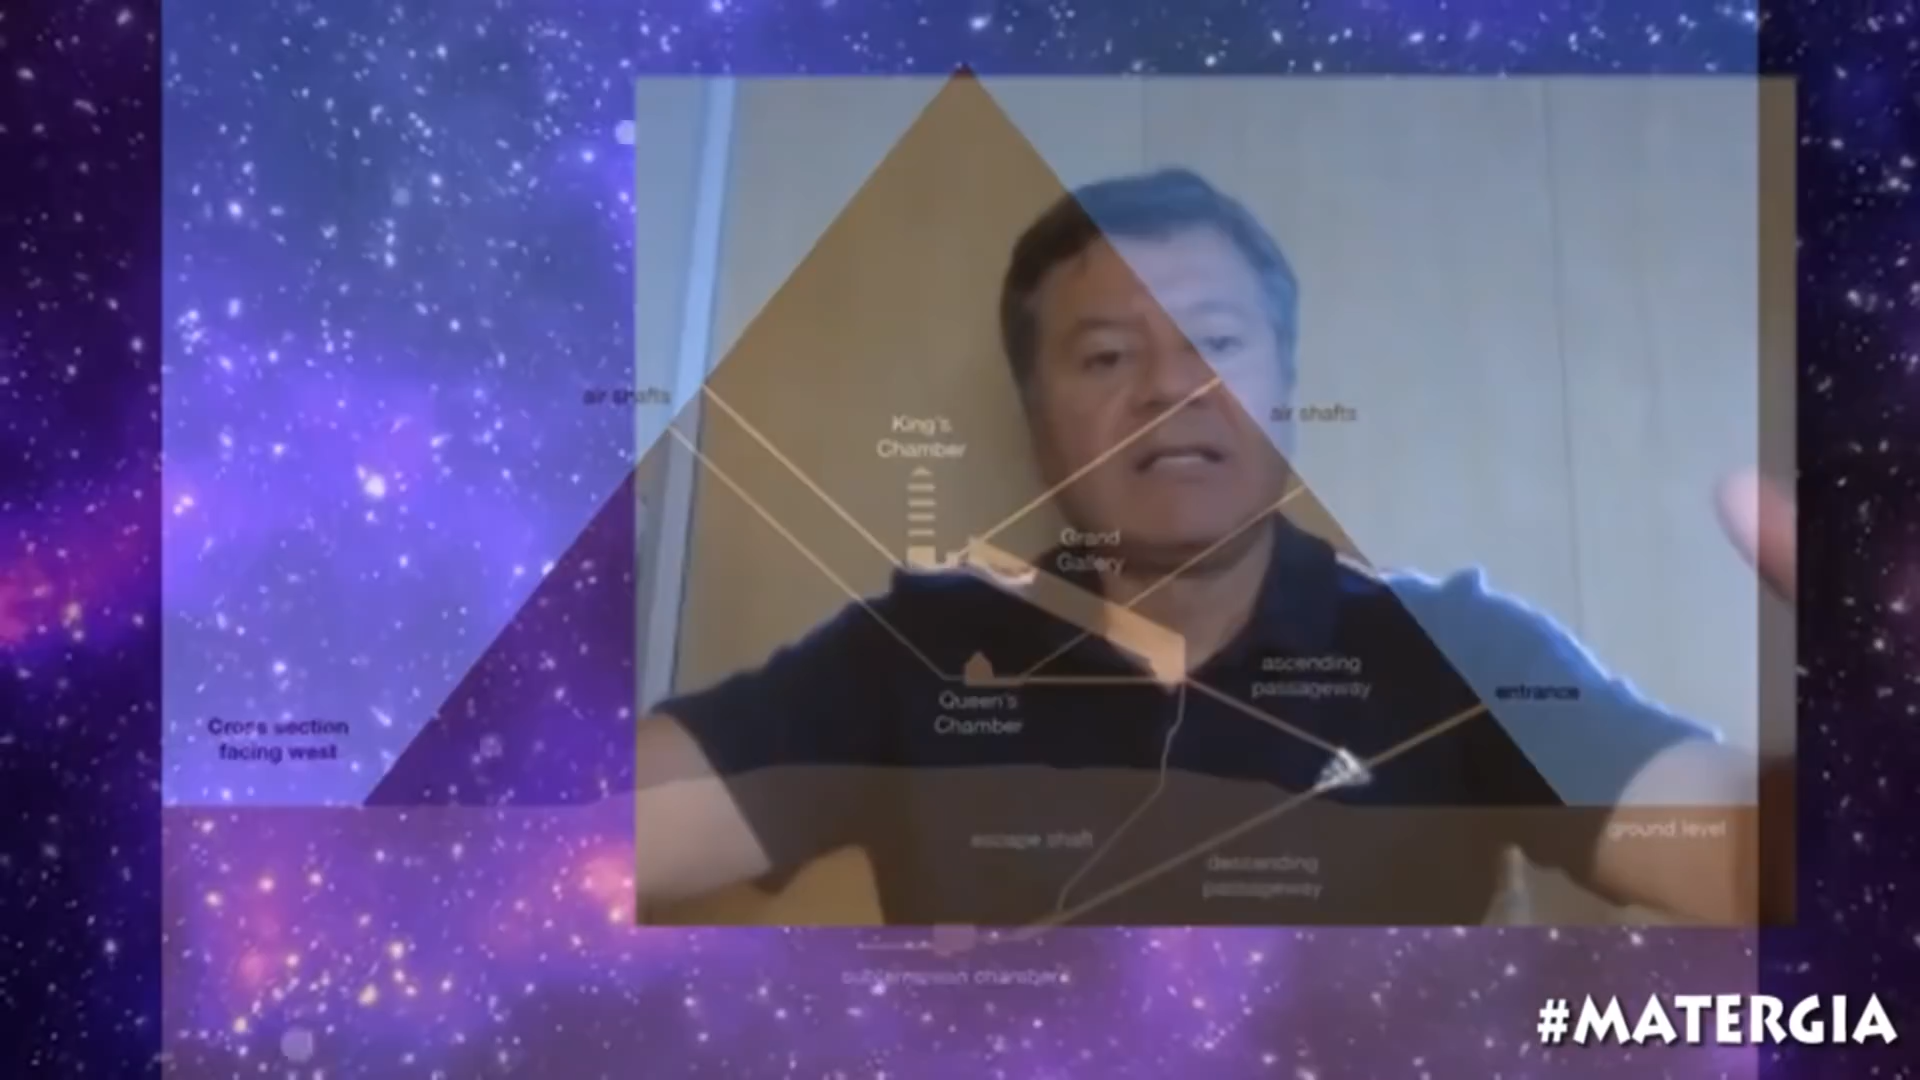 air shafts
King's
Chamber
air shafts
Grand
Gallery
ascending
passageway
entrance
Queen's
Chamber
Cross section
facing west
ground level
escape shaft
descending
passageway
subterranean chambers
#MATERGIA